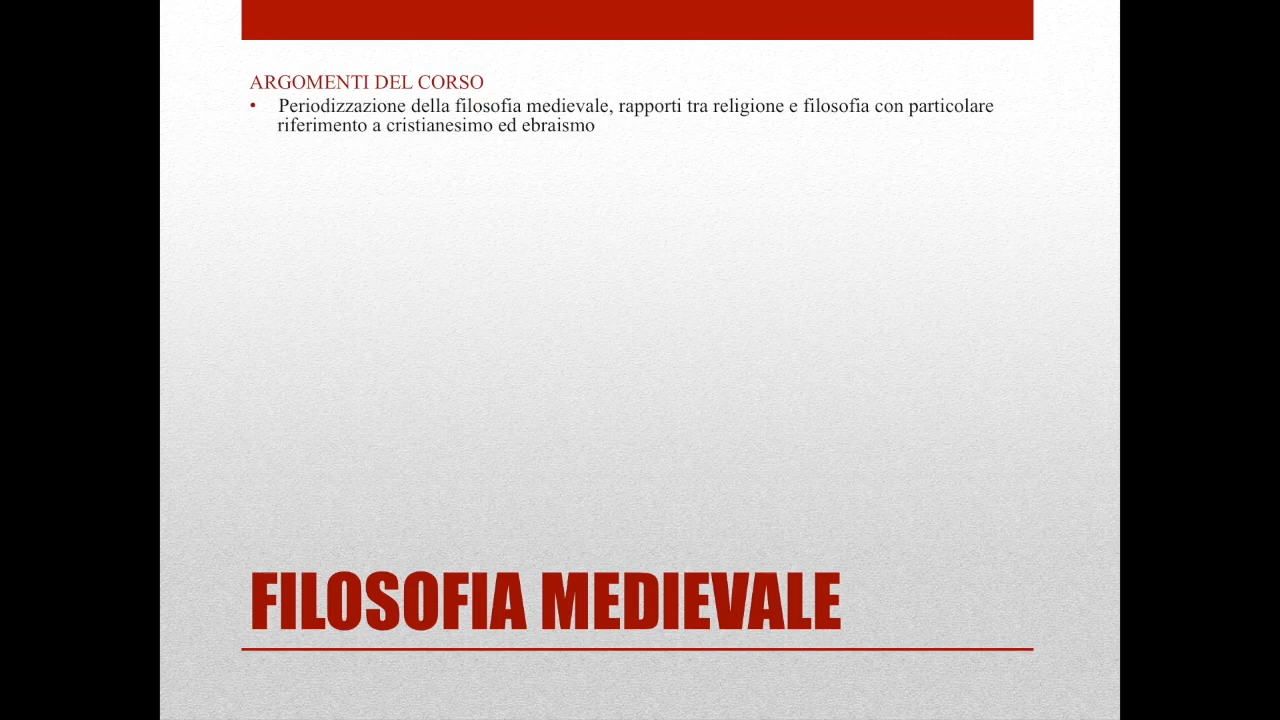 ARGOMENTI DEL CORSO
• Periodizzazione della filosofia medievale, rapporti tra religione e filosofia con particolare
riferimento a cristianesimo ed ebraismo
FILOSOFIA MEDIEVALE